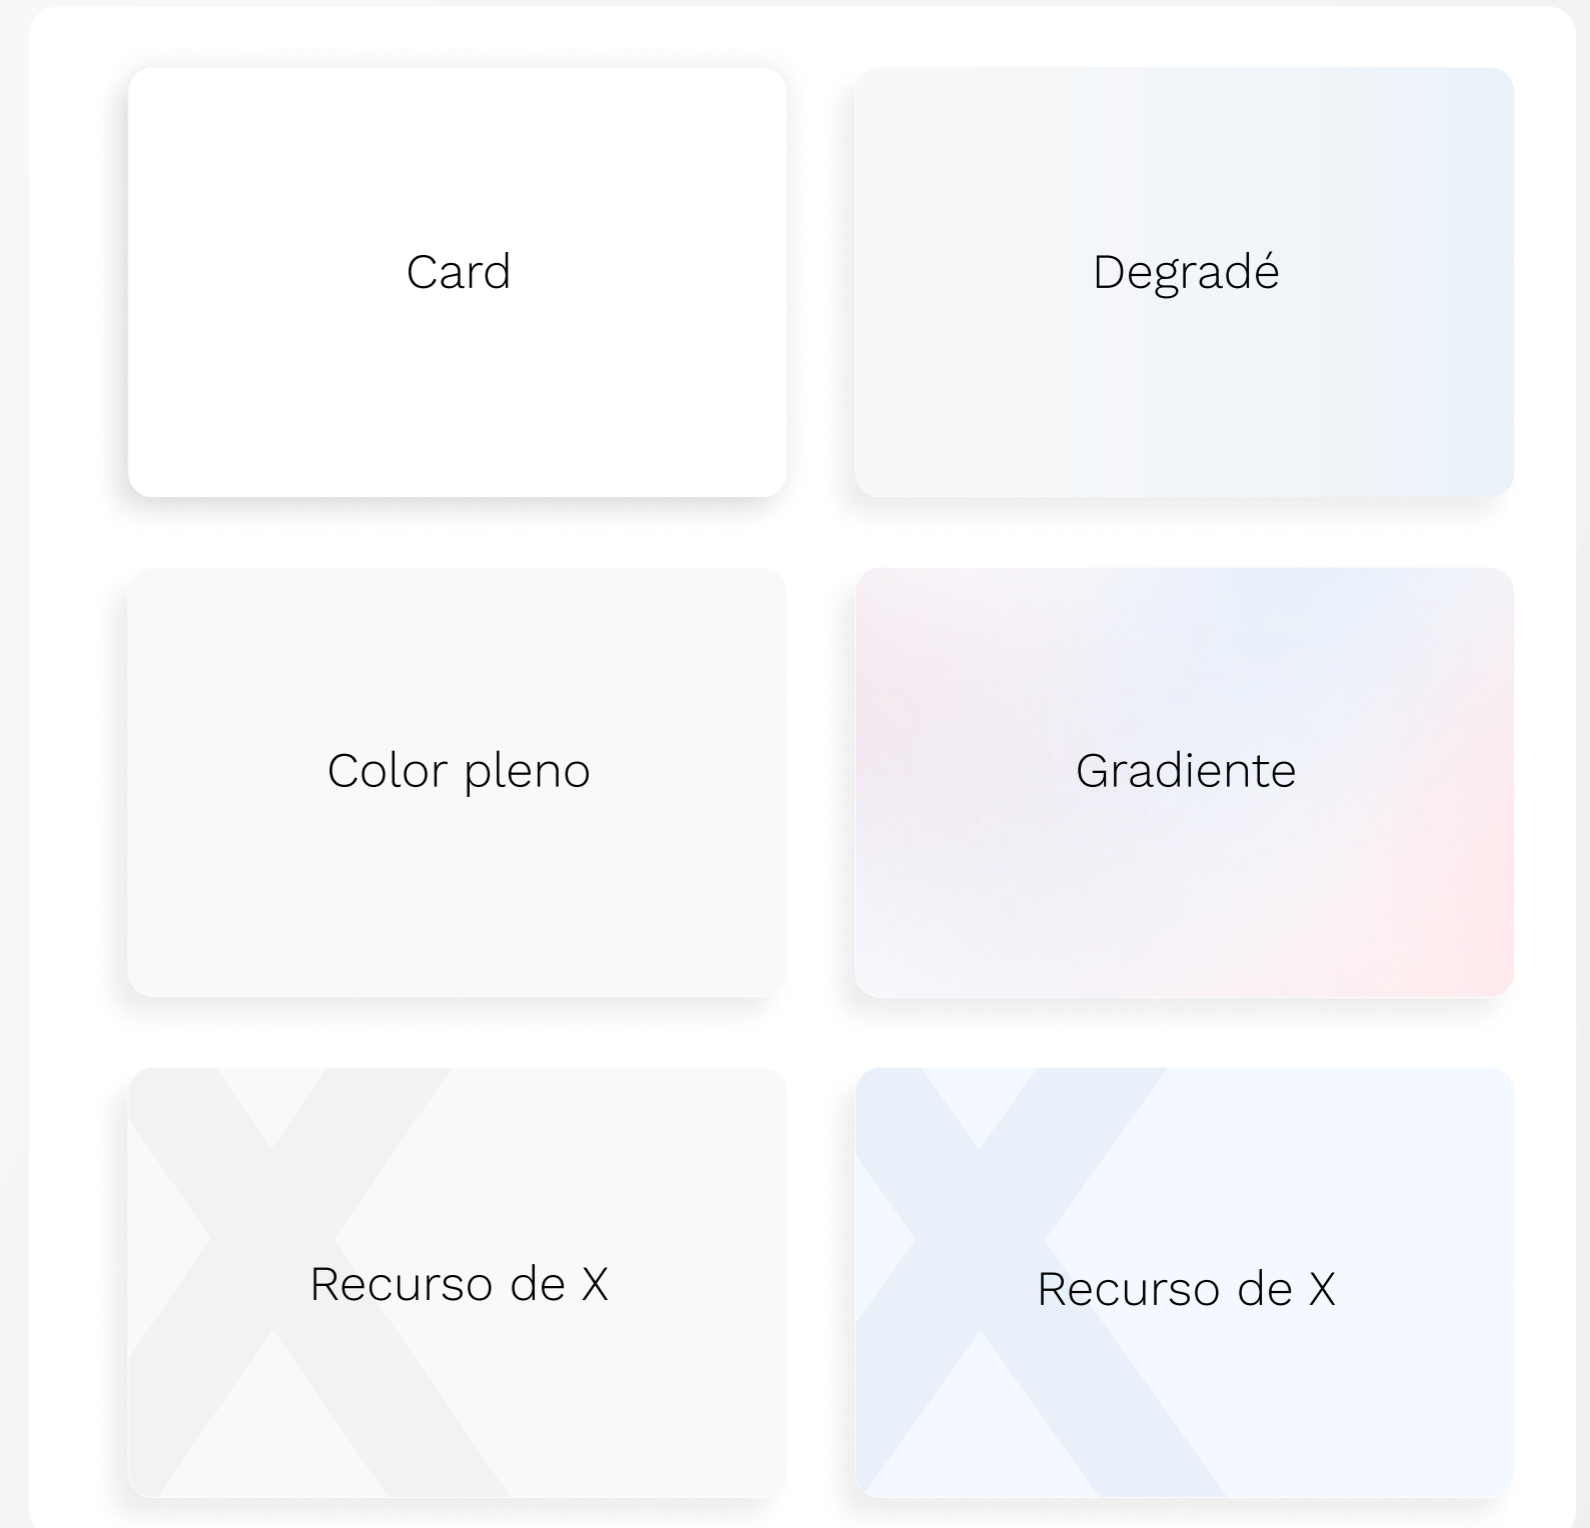 Card
Degradé
Color pleno
Gradiente
Recurso de X
Recurso de X